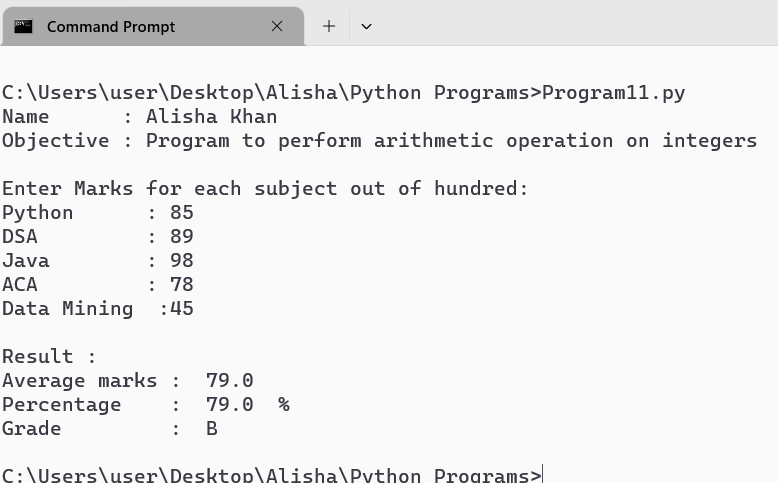 Command Prompt
C:\Users\user\Desktop\Alisha\Python Programs>Program11.py
Name      : Alisha Khan
Objective : Program to perform arithmetic operation on integers
Enter Marks for each subject out of hundred:
Python      : 85
DSA         : 89
Java        : 98
ACA         : 78
Data Mining  :45
Result :
Average marks :  79.0
Percentage    :  79.0  %
Grade         :  B
C:\Users\user\Desktop\Alisha\Python Programs>